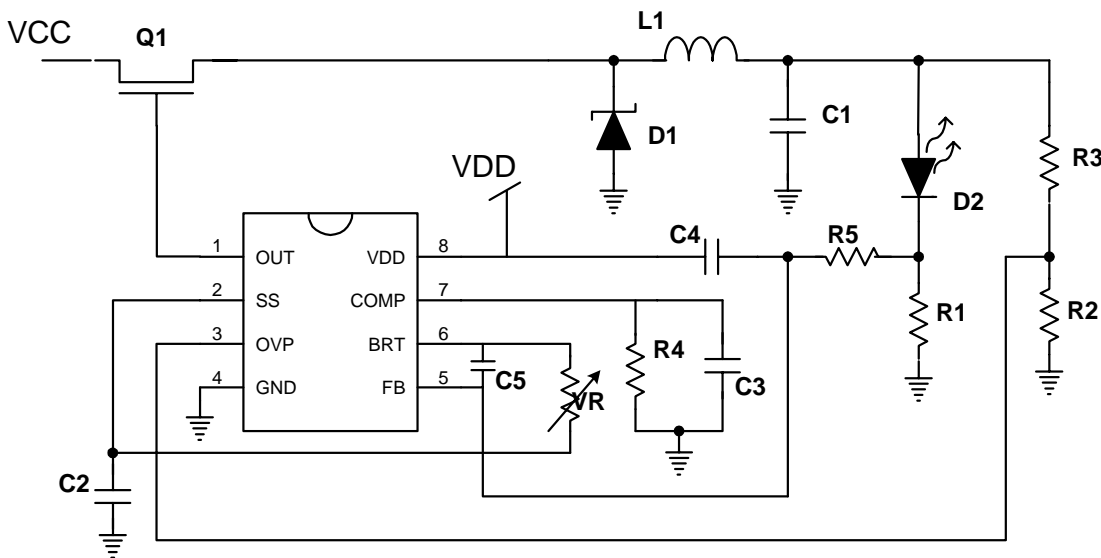 L1
VCC
Q1
C1
D1
R3
VDD
D2
C4
R5
1 OUT VDD 8
2 SS COMP 7
3 OVP BRT 6
4 GND FB 5
R1
R2
R4
C5
C3
VR
C2